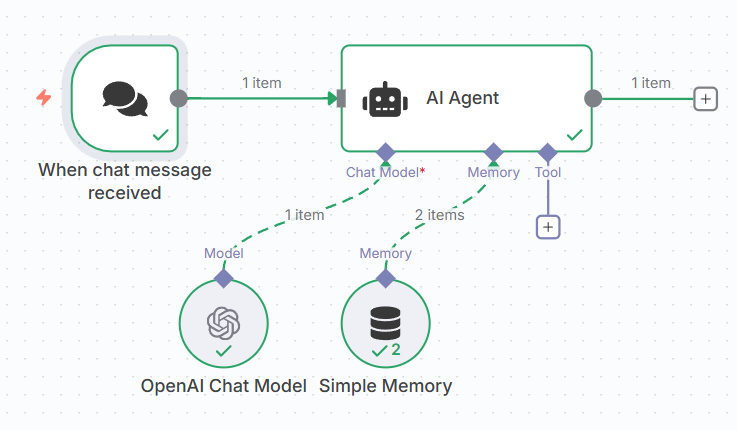 1 item
AI Agent
1 item
When chat message
received
Chat Model*
Memory
Tool
1 item
2 items
Model
Memory
2
OpenAI Chat Model
Simple Memory